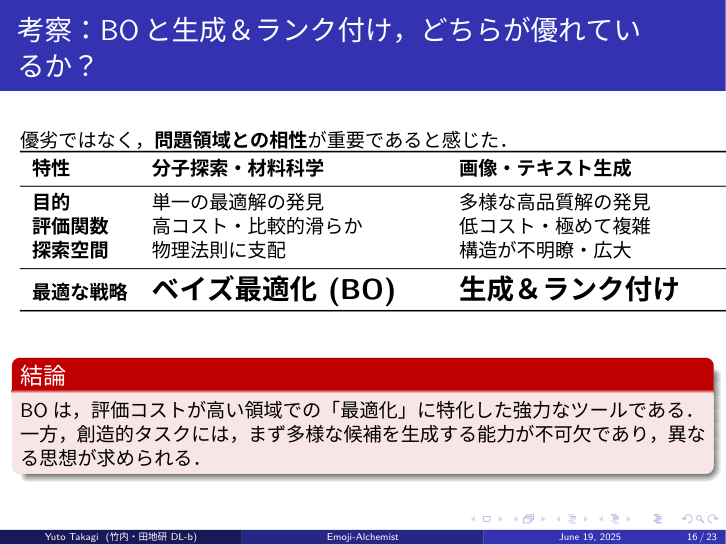 考察：BO と生成＆ランク付け，どちらが優れてい
るか？
優劣ではなく，問題領域との相性が重要であると感じた．
特性 分子探索・材料科学 画像・テキスト生成
目的 単一の最適解の発見 多様な高品質解の発見
評価関数 高コスト・比較的滑らか 低コスト・極めて複雑
探索空間 物理法則に支配 構造が不明瞭・広大
最適な戦略 ベイズ最適化 (BO) 生成＆ランク付け
結論
BO は，評価コストが高い領域での「最適化」に特化した強力なツールである．
一方，創造的タスクには，まず多様な候補を生成する能力が不可欠であり，異な
る思想が求められる．
Yuto Takagi (竹内・田地研 DL-b) Emoji-Alchemist June 19, 2025 16 / 23